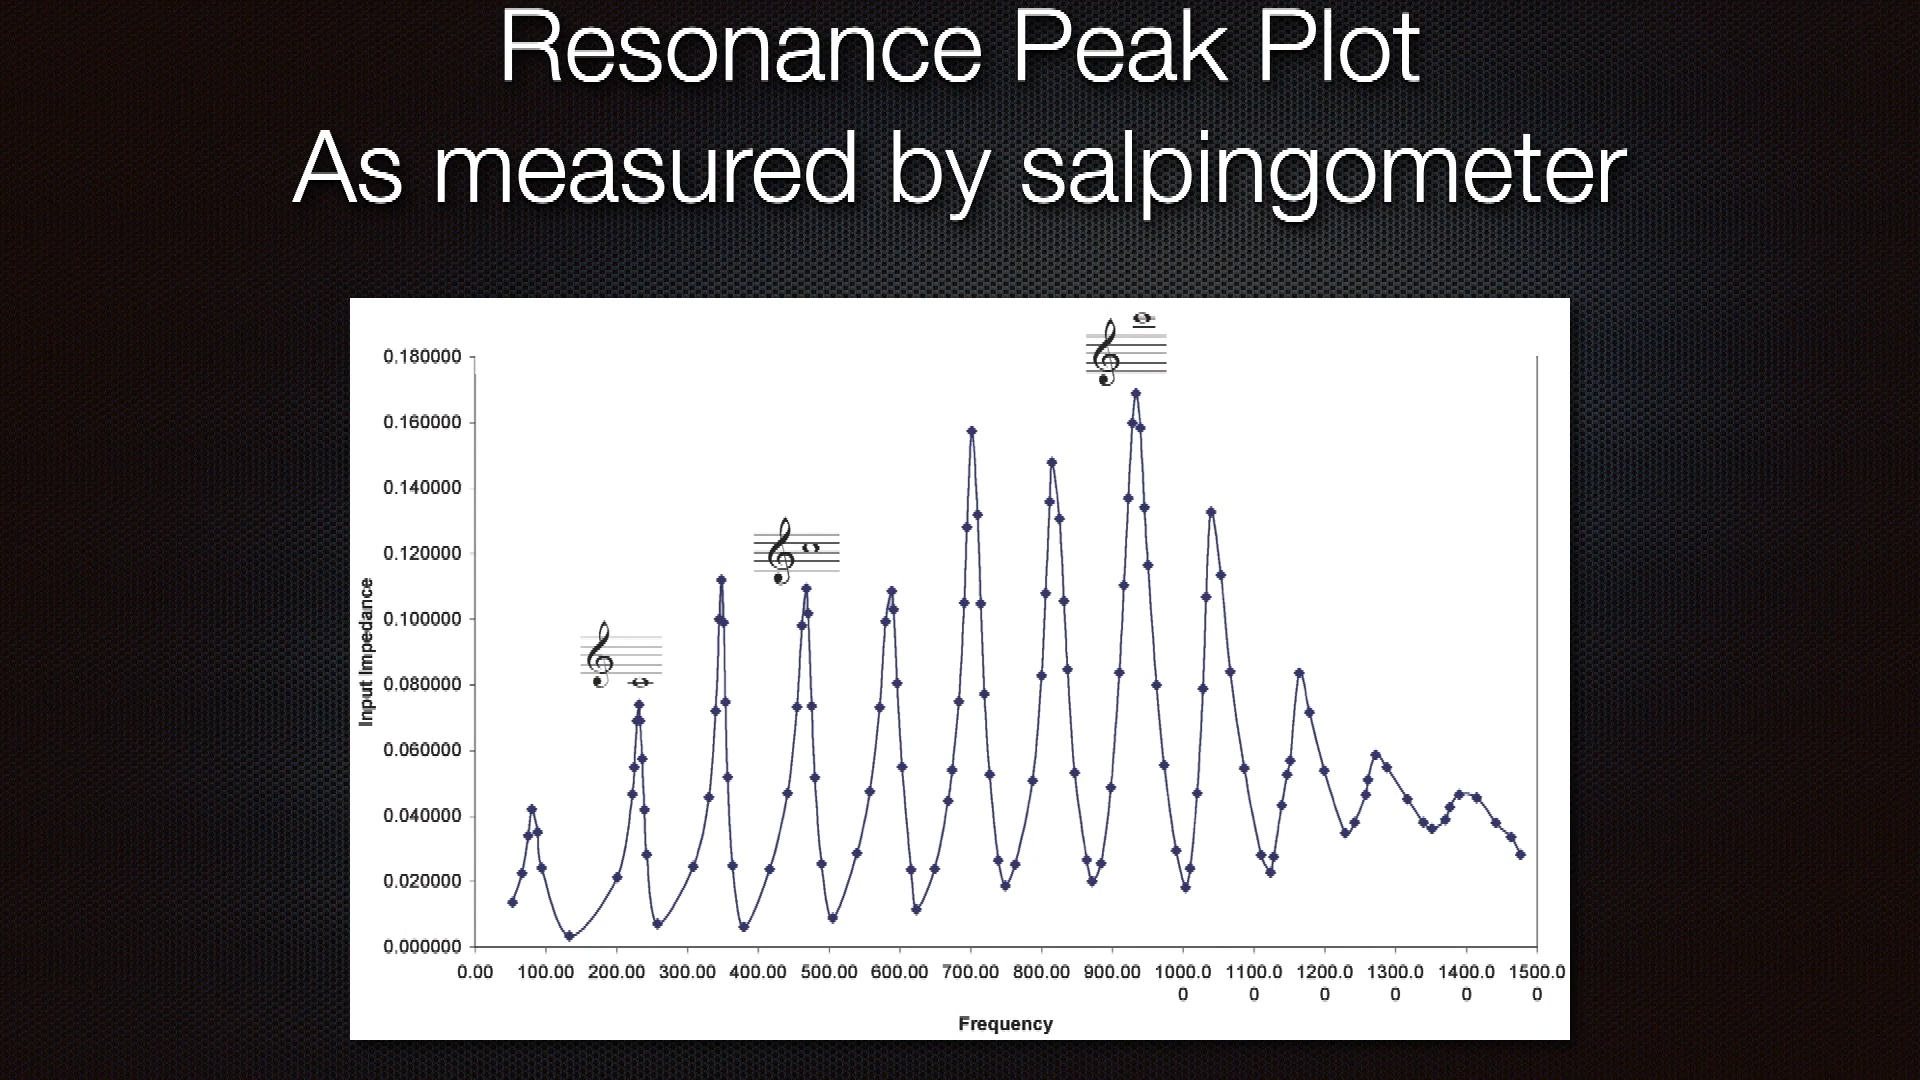 Resonance Peak Plot
As measured by salpingometer
0.180000
0.160000
0.140000
0.120000
0.100000
0.080000
0.060000
0.040000
0.020000
0.000000
Input Impedance
0.00 100.00 200.00 300.00 400.00 500.00 600.00 700.00 800.00 900.00 1000.0 1100.0 1200.0 1300.0 1400.0 1500.0
0 0 0 0 0 0
Frequency